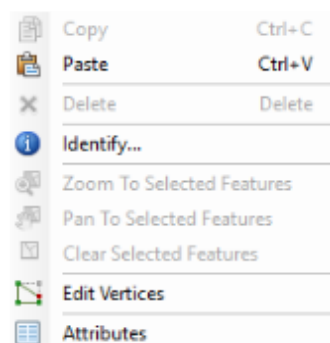 Copy Ctrl+C
Paste Ctrl+V
Delete Delete
Identify...
Zoom To Selected Features
Pan To Selected Features
Clear Selected Features
Edit Vertices
Attributes